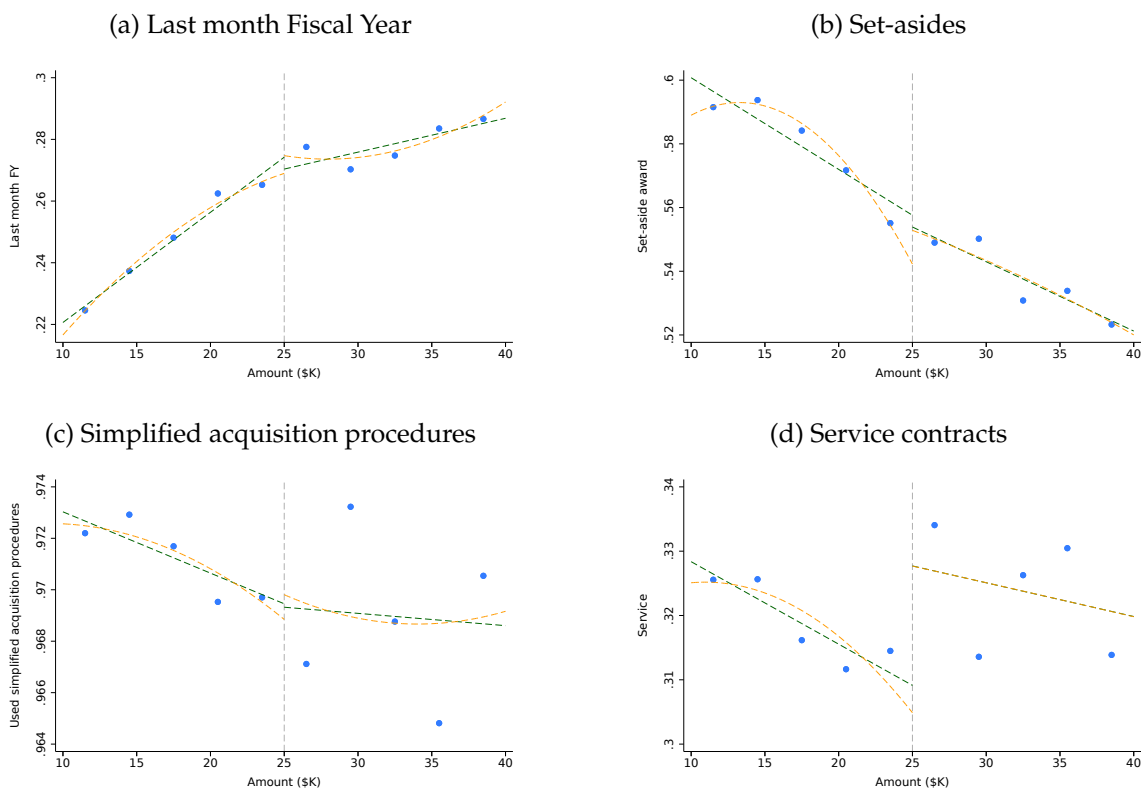 (a) Last month Fiscal Year
Last month FY
.3
.28
.26
.24
.22
10 15 20 25 30 35 40
Amount ($K)
(b) Set-asides
Set-aside award
.6
.58
.56
.54
.52
10 15 20 25 30 35 40
Amount ($K)
(c) Simplified acquisition procedures
Used simplified acquisition procedures
.974
.972
.97
.968
.966
.964
10 15 20 25 30 35 40
Amount ($K)
(d) Service contracts
Service
.34
.33
.32
.31
.3
10 15 20 25 30 35 40
Amount ($K)